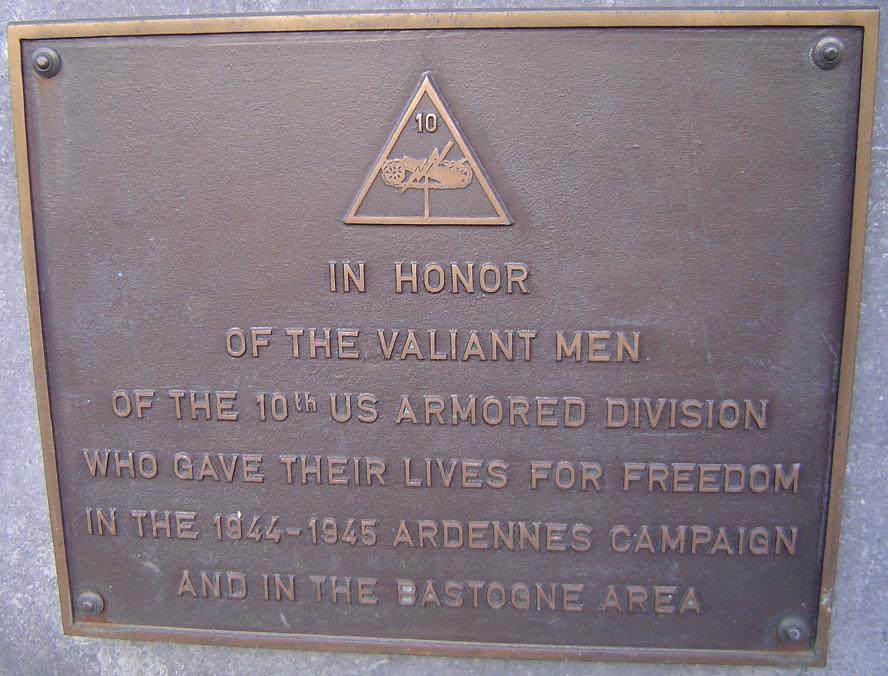 10
IN HONOR
OF THE VALIANT MEN
OF THE 10th US ARMORED DIVISION
WHO GAVE THEIR LIVES FOR FREEDOM
IN THE 1944-1945 ARDENNES CAMPAIGN
AND IN THE BASTOGNE AREA